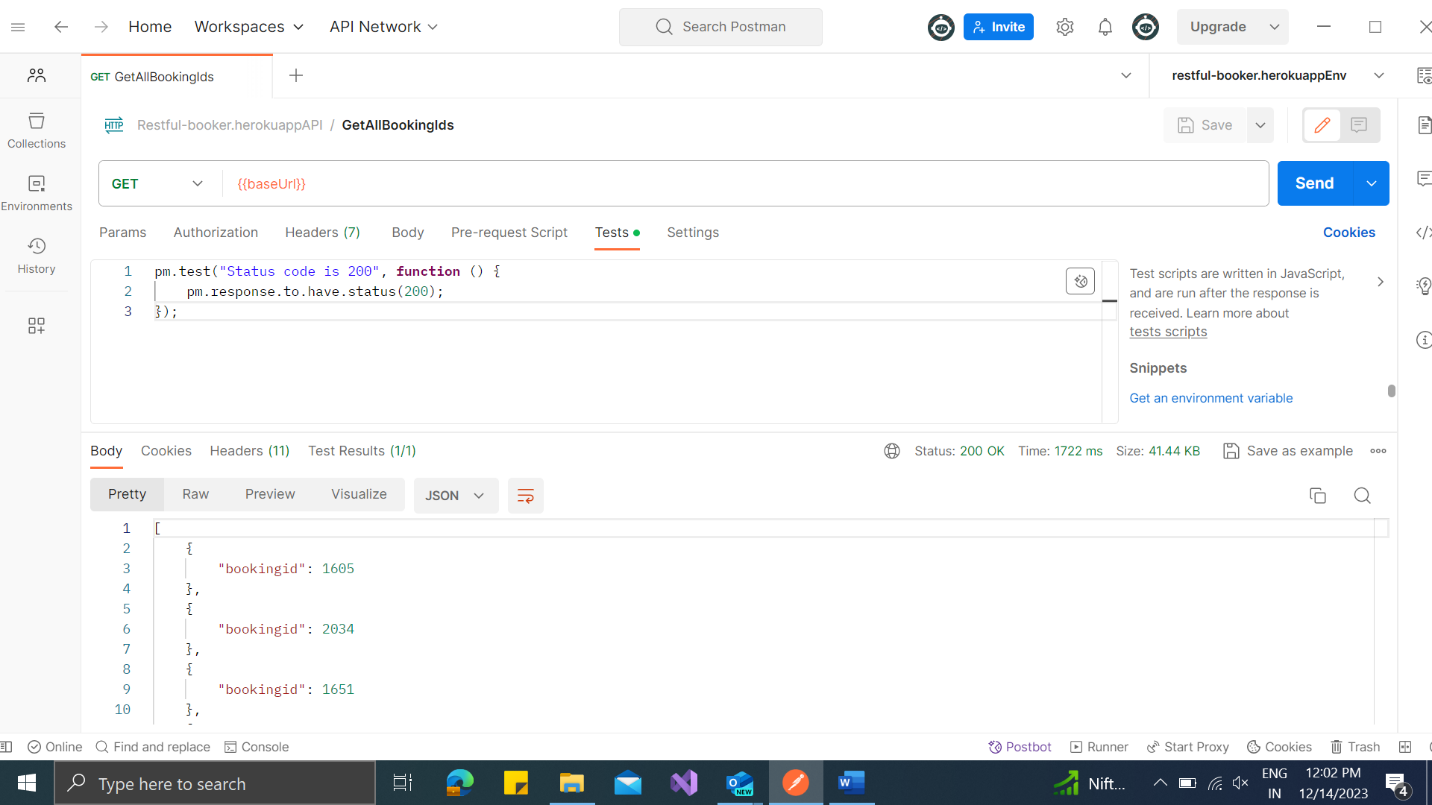 Home Workspaces API Network Search Postman Invite Upgrade
GET GetAllBookingIds restful-booker.herokuappEnv
HTTP Restful-booker.herokuappAPI / GetAllBookingIds Save
Collections
GET {{baseUrl}} Send
Environments
Params Authorization Headers (7) Body Pre-request Script Tests Settings Cookies
History
1 pm.test("Status code is 200", function () {
2 pm.response.to.have.status(200);
3 });
Test scripts are written in JavaScript,
and are run after the response is
received. Learn more about
tests scripts
Snippets
Get an environment variable
Body Cookies Headers (11) Test Results (1/1) Status: 200 OK Time: 1722 ms Size: 41.44 KB Save as example
Pretty Raw Preview Visualize JSON
1 [
2 {
3 "bookingid": 1605
4 },
5 {
6 "bookingid": 2034
7 },
8 {
9 "bookingid": 1651
10 },
Online Find and replace Console Postbot Runner Start Proxy Cookies Trash
Type here to search NEW Nift... ENG 12:02 PM
IN 12/14/2023 4